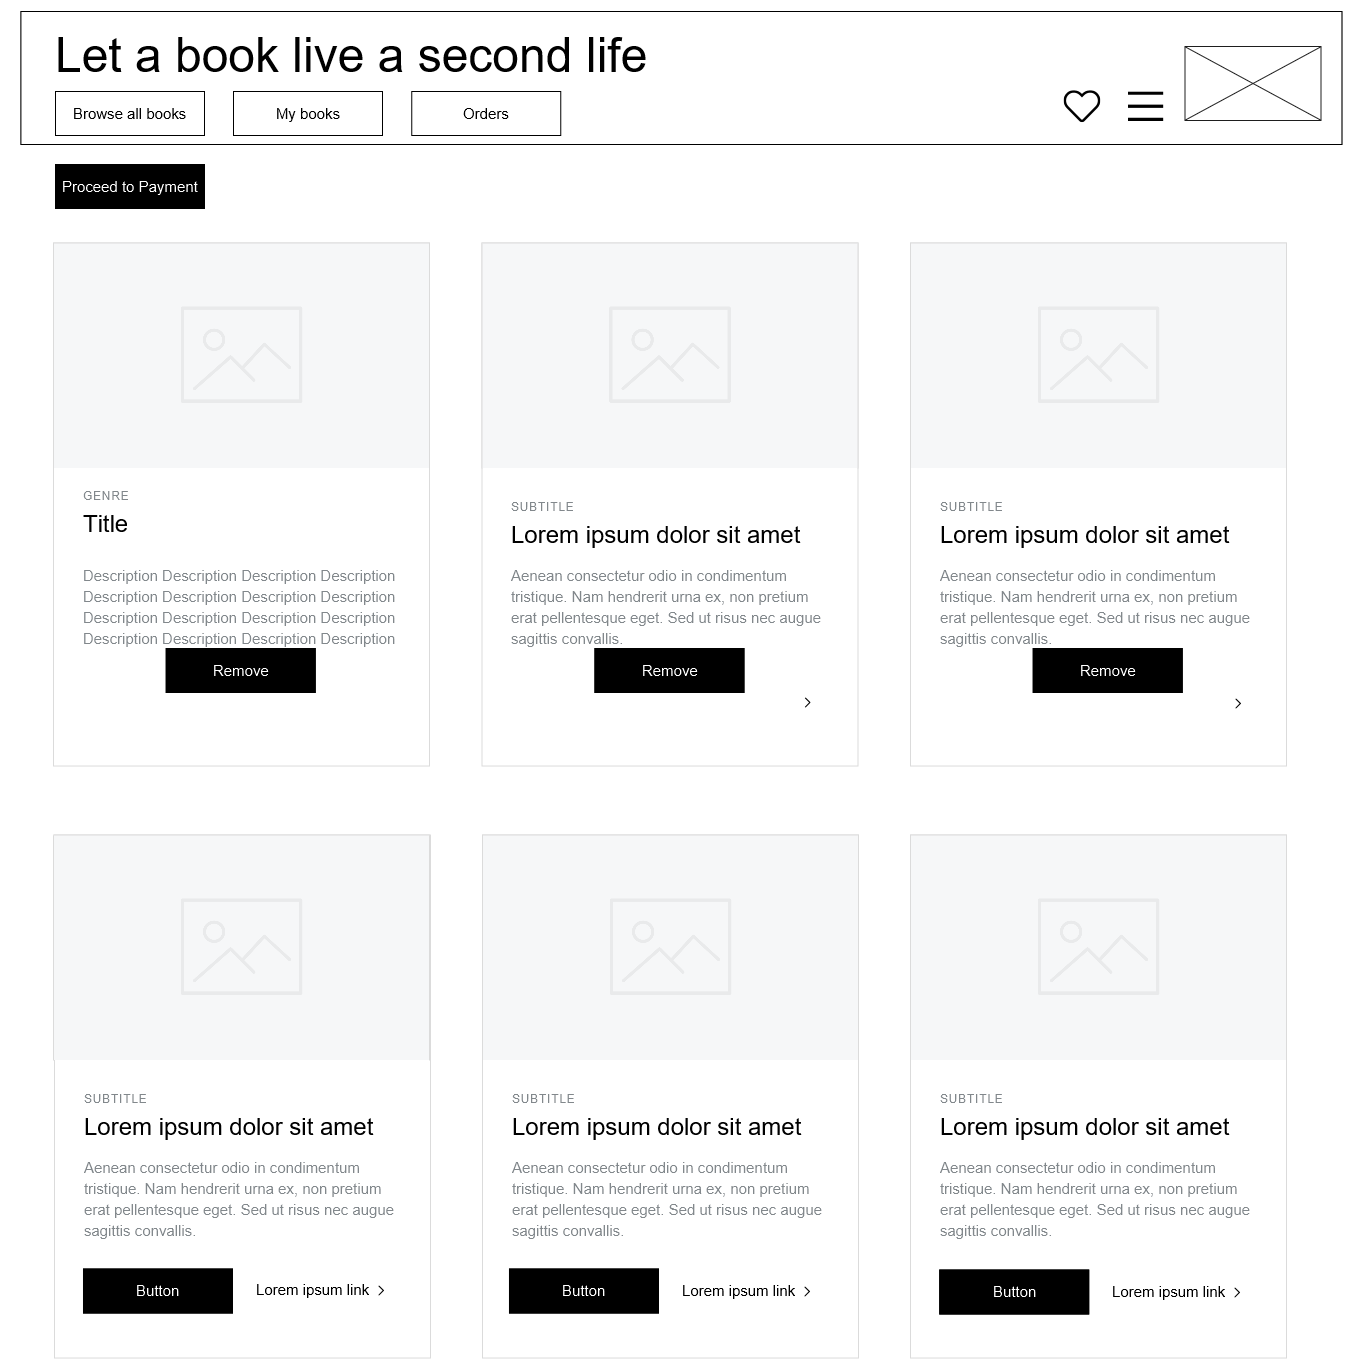 Let a book live a second life
Browse all books
My books
Orders
Proceed to Payment
GENRE
Title
Description Description Description Description
Description Description Description Description
Description Description Description Description
Description Description Description Description
Remove
SUBTITLE
Lorem ipsum dolor sit amet
Aenean consectetur odio in condimentum
tristique. Nam hendrerit urna ex, non pretium
erat pellentesque eget. Sed ut risus nec augue
sagittis convallis.
Remove
SUBTITLE
Lorem ipsum dolor sit amet
Aenean consectetur odio in condimentum
tristique. Nam hendrerit urna ex, non pretium
erat pellentesque eget. Sed ut risus nec augue
sagittis convallis.
Remove
SUBTITLE
Lorem ipsum dolor sit amet
Aenean consectetur odio in condimentum
tristique. Nam hendrerit urna ex, non pretium
erat pellentesque eget. Sed ut risus nec augue
sagittis convallis.
Button
Lorem ipsum link
SUBTITLE
Lorem ipsum dolor sit amet
Aenean consectetur odio in condimentum
tristique. Nam hendrerit urna ex, non pretium
erat pellentesque eget. Sed ut risus nec augue
sagittis convallis.
Button
Lorem ipsum link
SUBTITLE
Lorem ipsum dolor sit amet
Aenean consectetur odio in condimentum
tristique. Nam hendrerit urna ex, non pretium
erat pellentesque eget. Sed ut risus nec augue
sagittis convallis.
Button
Lorem ipsum link